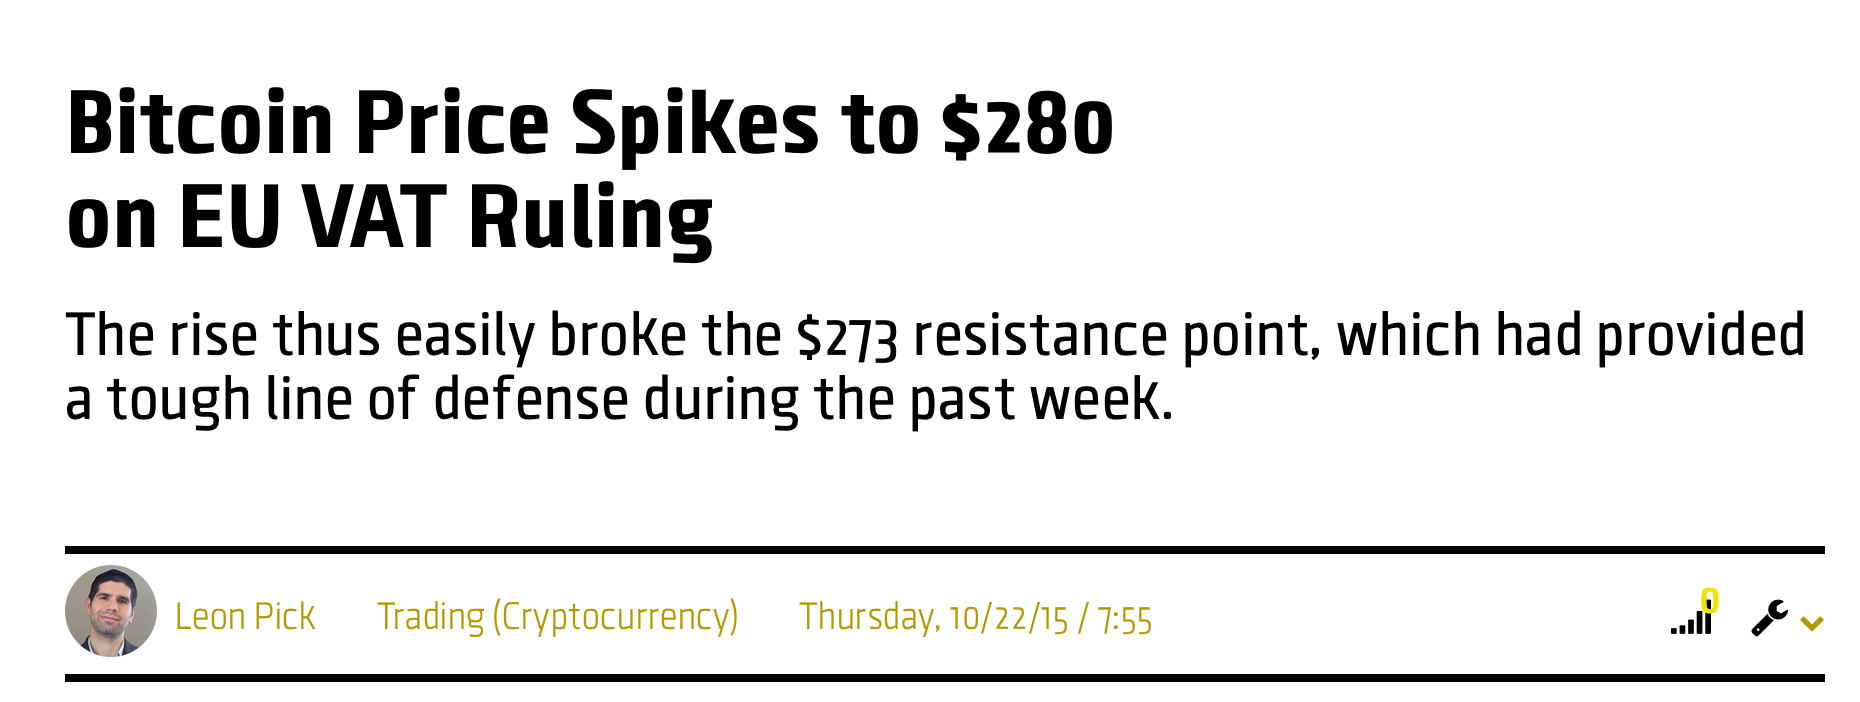 Bitcoin Price Spikes to $280
on EU VAT Ruling
The rise thus easily broke the $273 resistance point, which had provided
a tough line of defense during the past week.
Leon Pick Trading (Cryptocurrency) Thursday, 10/22/15 / 7:55 0